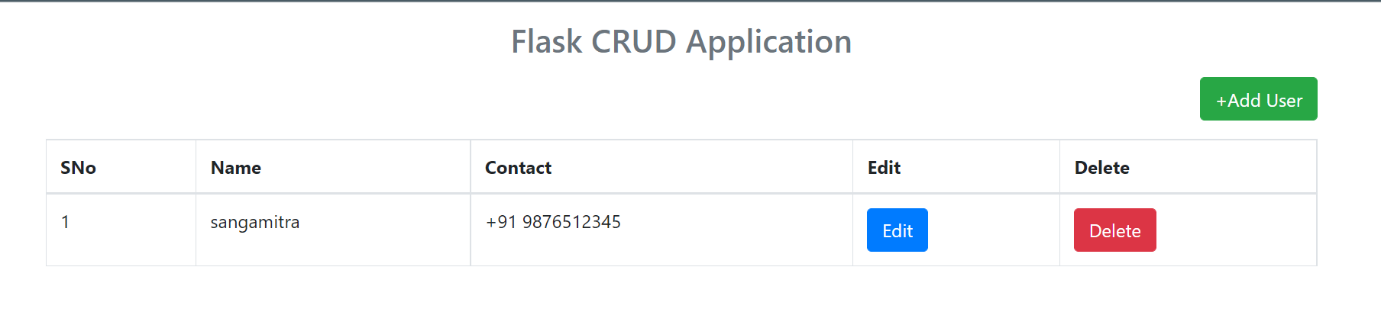 Flask CRUD Application
+Add User
SNo Name Contact Edit Delete
1 sangamitra +91 9876512345 Edit Delete